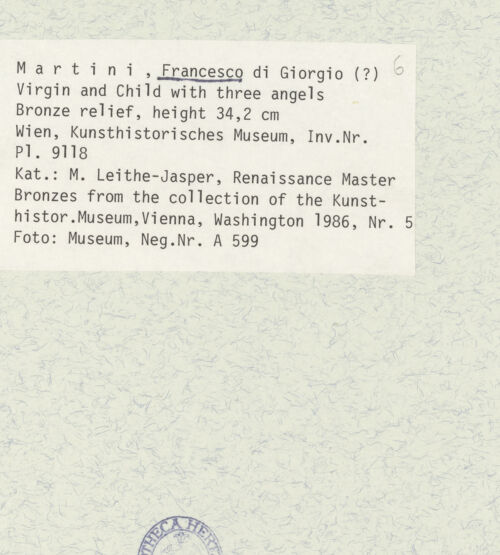 M a r t i n i , Francesco di Giorgio (?) 6
Virgin and Child with three angels
Bronze relief, height 34,2 cm
Wien, Kunsthistorisches Museum, Inv.Nr.
Pl. 9118
Kat.: M. Leithe-Jasper, Renaissance Master
Bronzes from the collection of the Kunst-
histor.Museum,Vienna, Washington 1986, Nr. 5
Foto: Museum, Neg.Nr. A 599